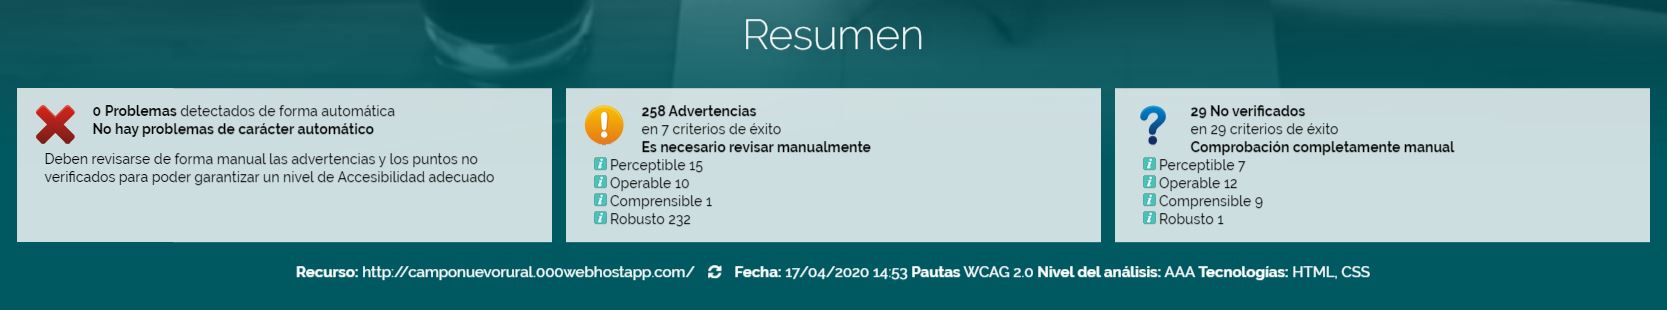 Resumen
0 Problemas detectados de forma automática
No hay problemas de carácter automático
Deben revisarse de forma manual las advertencias y los puntos no
verificados para poder garantizar un nivel de Accesibilidad adecuado
258 Advertencias
en 7 criterios de éxito
Es necesario revisar manualmente
Perceptible 15
Operable 10
Comprensible 1
Robusto 232
29 No verificados
en 29 criterios de éxito
Comprobación completamente manual
Perceptible 7
Operable 12
Comprensible 9
Robusto 1
Recurso: http://camponuevorural.000webhostapp.com/ Fecha: 17/04/2020 14:53 Pautas WCAG 2.0 Nivel del análisis: AAA Tecnologías: HTML, CSS